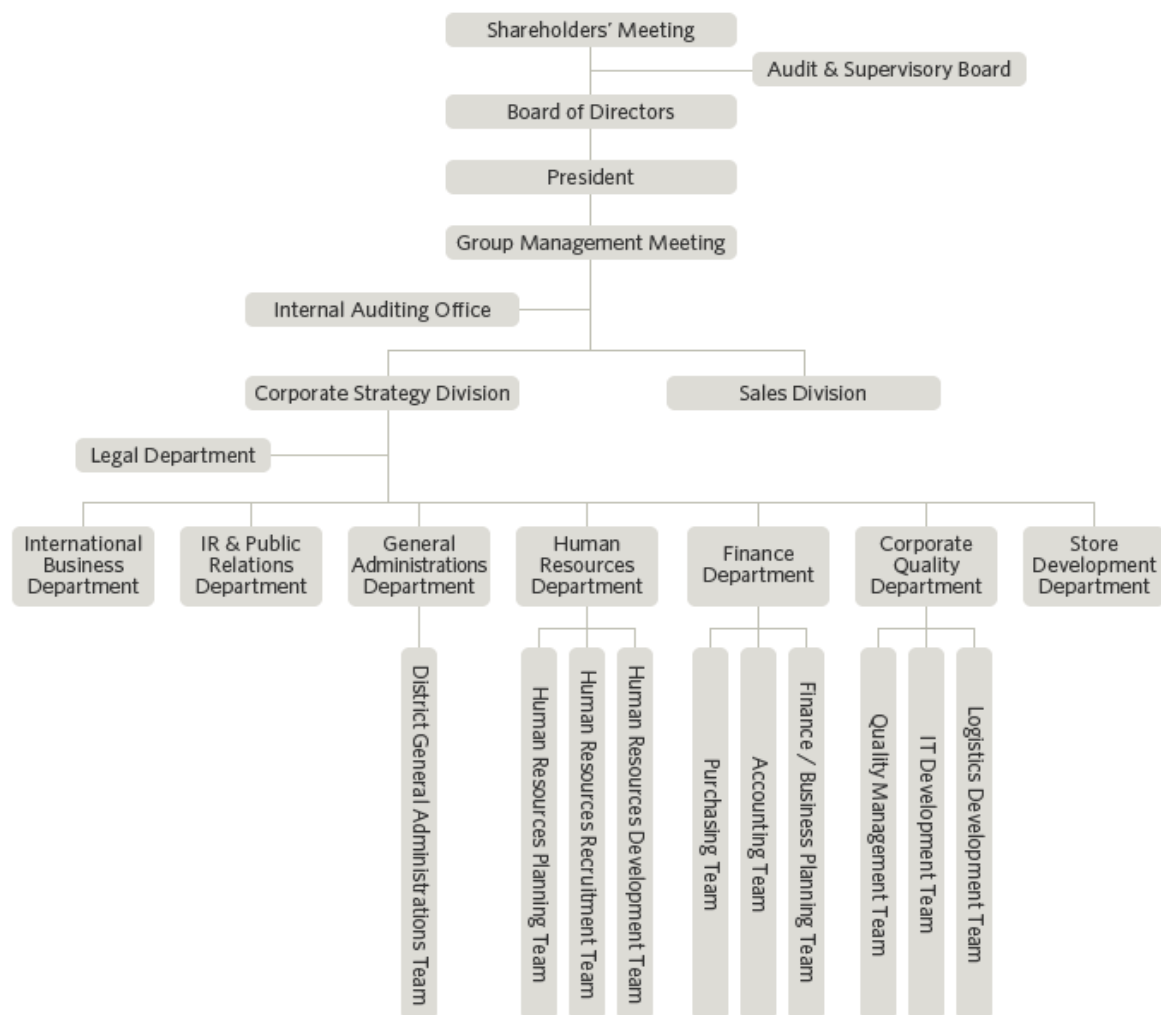 Shareholders' Meeting
Audit & Supervisory Board
Board of Directors
President
Group Management Meeting
Internal Auditing Office
Corporate Strategy Division
Sales Division
Legal Department
International
Business
Department
IR & Public
Relations
Department
General
Administrations
Department
Human
Resources
Department
Finance
Department
Corporate
Quality
Department
Store
Development
Department
District General Administrations Team
Human Resources Planning Team
Human Resources Recruitment Team
Human Resources Development Team
Purchasing Team
Accounting Team
Finance / Business Planning Team
Quality Management Team
IT Development Team
Logistics Development Team